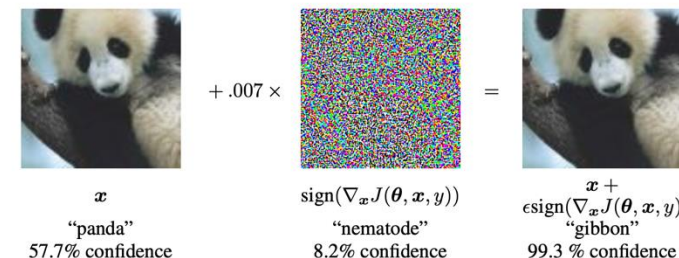 + .007 ×
=
x
“panda”
57.7% confidence
sign(∇ₓJ(θ, x, y))
“nematode”
8.2% confidence
x +
ϵsign(∇ₓJ(θ, x, y)
“gibbon”
99.3 % confidence